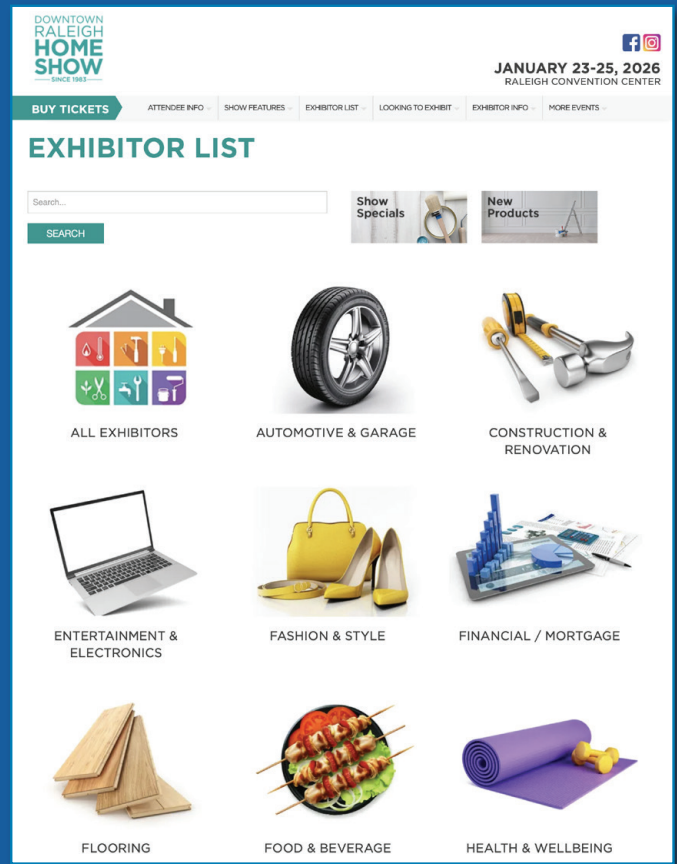 DOWNTOWN
RALEIGH
HOME
SHOW
SINCE 1983
JANUARY 23-25, 2026
RALEIGH CONVENTION CENTER
BUY TICKETS
ATTENDEE INFO
SHOW FEATURES
EXHIBITOR LIST
LOOKING TO EXHIBIT
EXHIBITOR INFO
MORE EVENTS
EXHIBITOR LIST
Search...
SEARCH
Show
Specials
New
Products
ALL EXHIBITORS
AUTOMOTIVE & GARAGE
CONSTRUCTION &
RENOVATION
ENTERTAINMENT &
ELECTRONICS
FASHION & STYLE
FINANCIAL / MORTGAGE
FLOORING
FOOD & BEVERAGE
HEALTH & WELLBEING